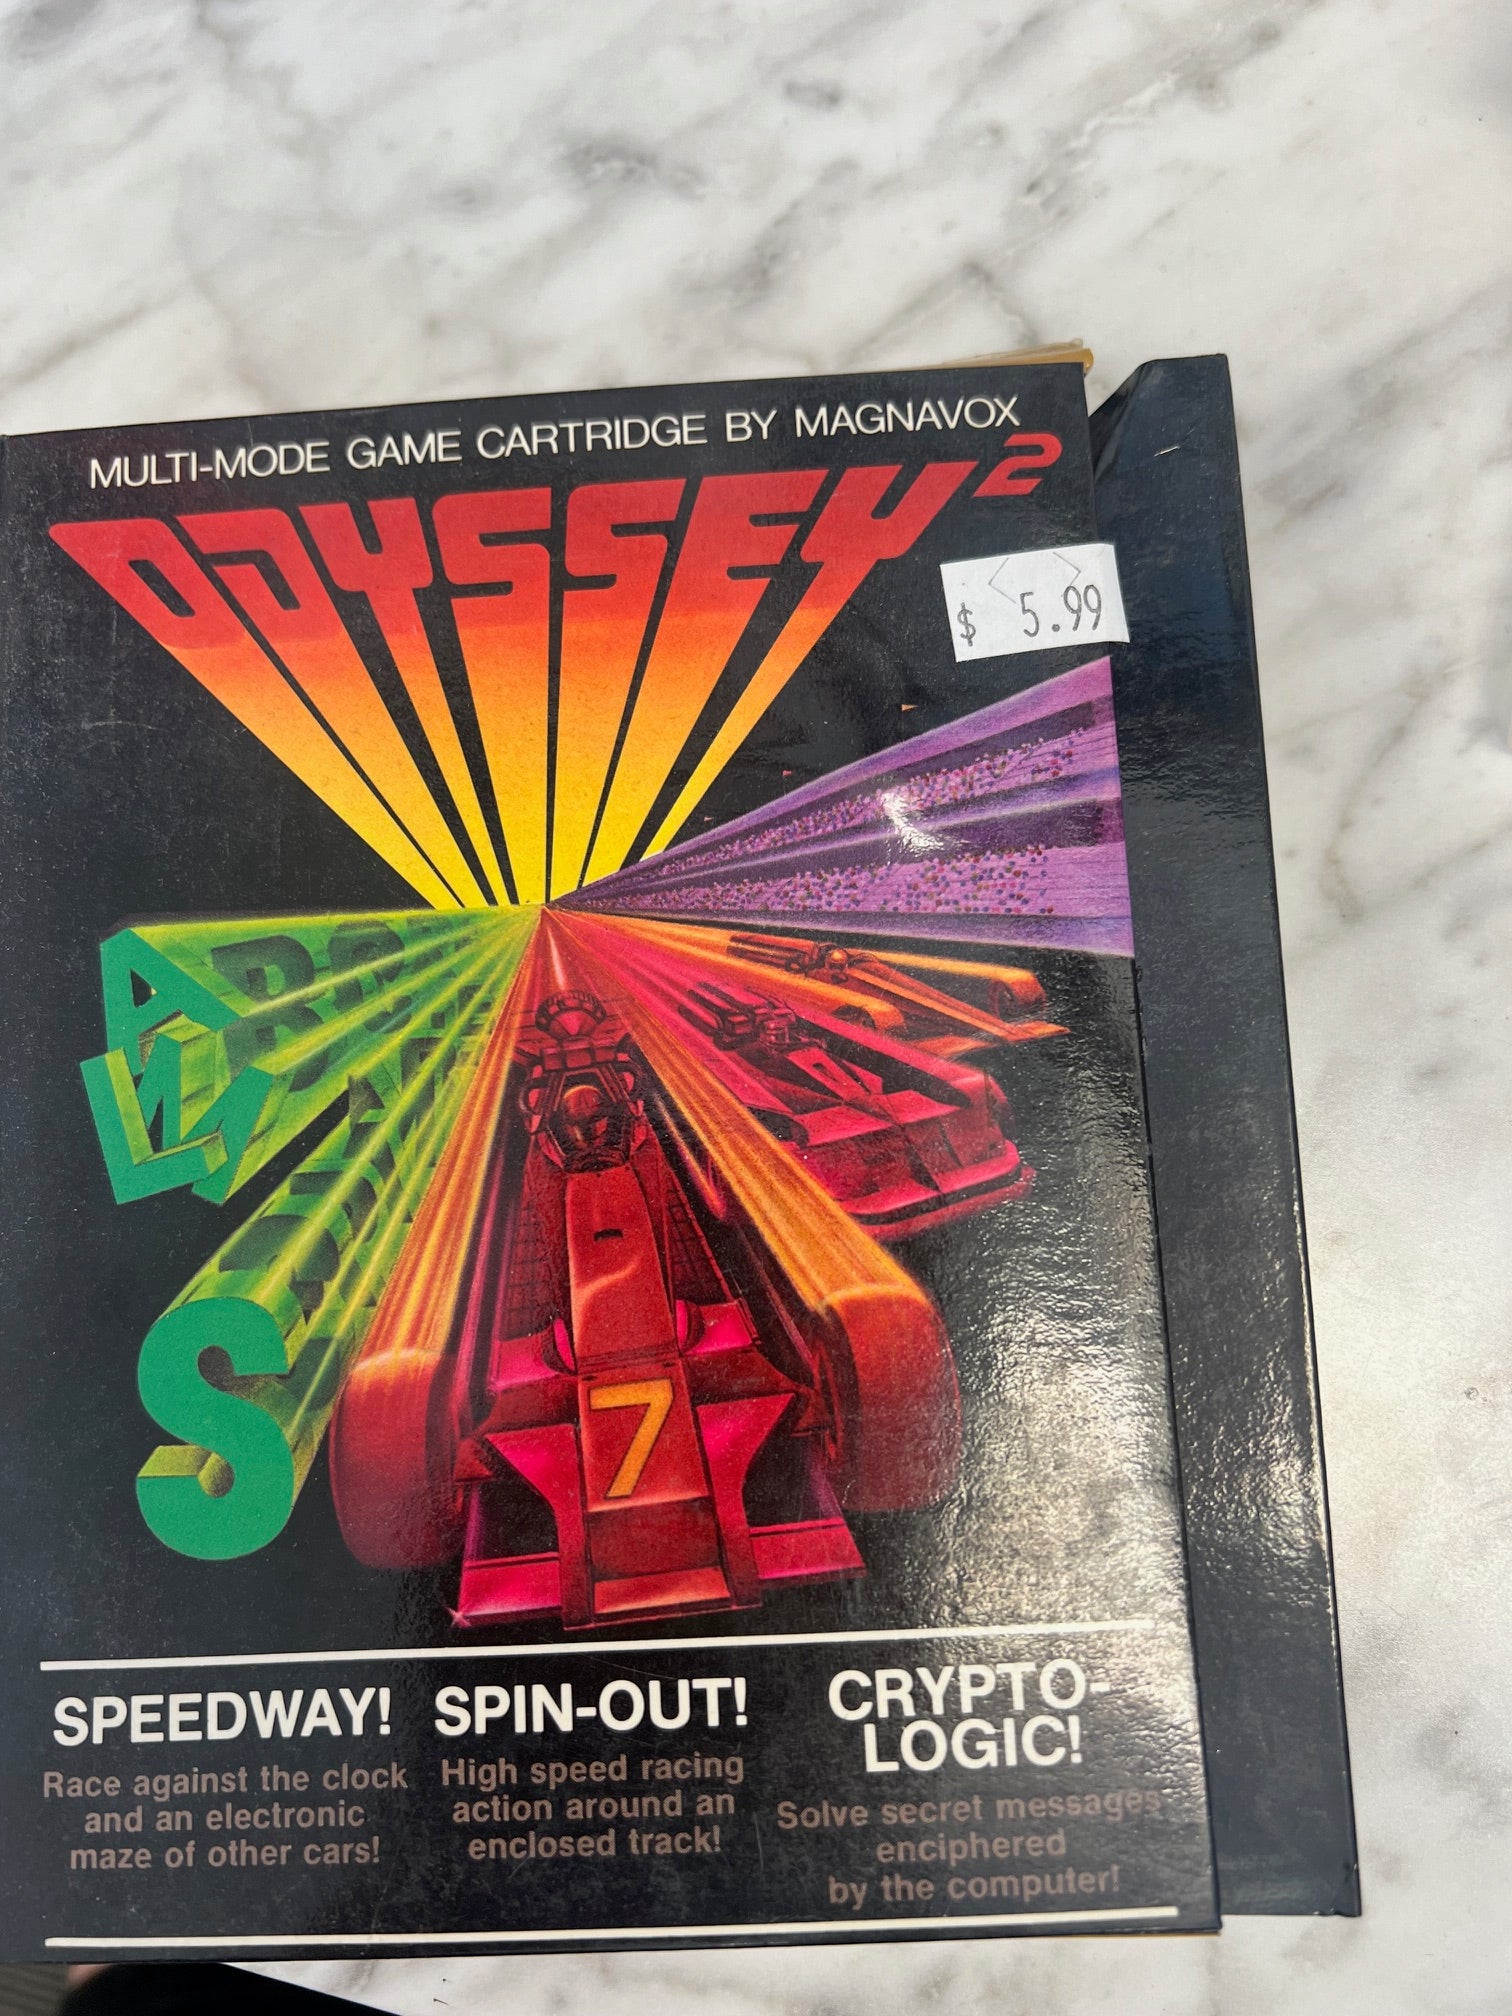 MULTI-MODE GAME CARTRIDGE BY MAGNAVOX
ODYSSEY²
$ 5.99
A
W
L
S
7
SPEEDWAY!
Race against the clock
and an electronic
maze of other cars!
SPIN-OUT!
High speed racing
action around an
enclosed track!
CRYPTO-
LOGIC!
Solve secret messages
enciphered
by the computer!